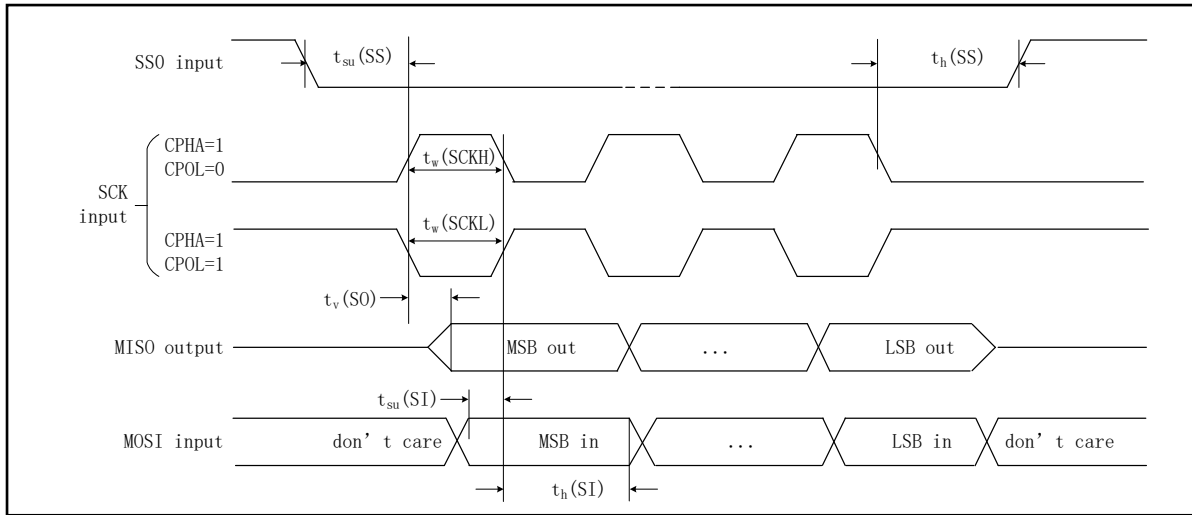 SSO input
t_su(SS)
t_h(SS)
SCK input
CPHA=1
CPOL=0
t_w(SCKH)
CPHA=1
CPOL=1
t_w(SCKL)
t_v(SO)
MISO output
MSB out
...
LSB out
t_su(SI)
MOSI input
don't care
MSB in
...
LSB in
don't care
t_h(SI)